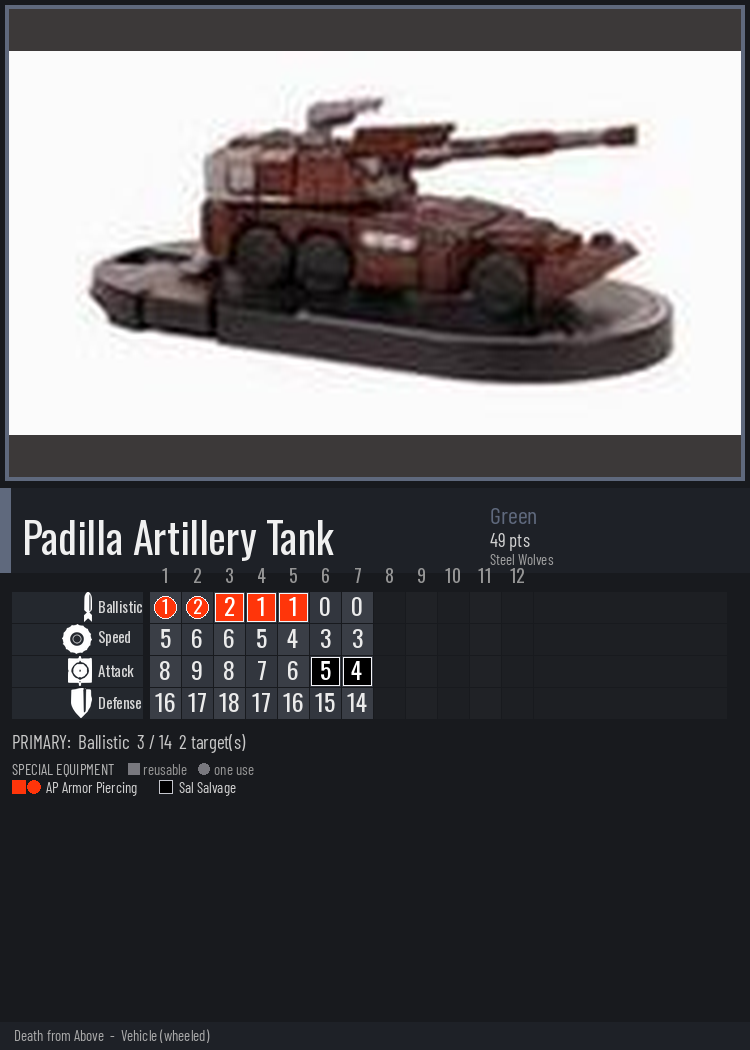 Padilla Artillery Tank
Green
49 pts
Steel Wolves
1 2 3 4 5 6 7 8 9 10 11 12
Ballistic 1 2 2 1 1 0 0
Speed 5 6 6 5 4 3 3
Attack 8 9 8 7 6 5 4
Defense 16 17 18 17 16 15 14
PRIMARY: Ballistic 3 / 14 2 target(s)
SPECIAL EQUIPMENT reusable one use
AP Armor Piercing Sal Salvage
Death from Above - Vehicle (wheeled)